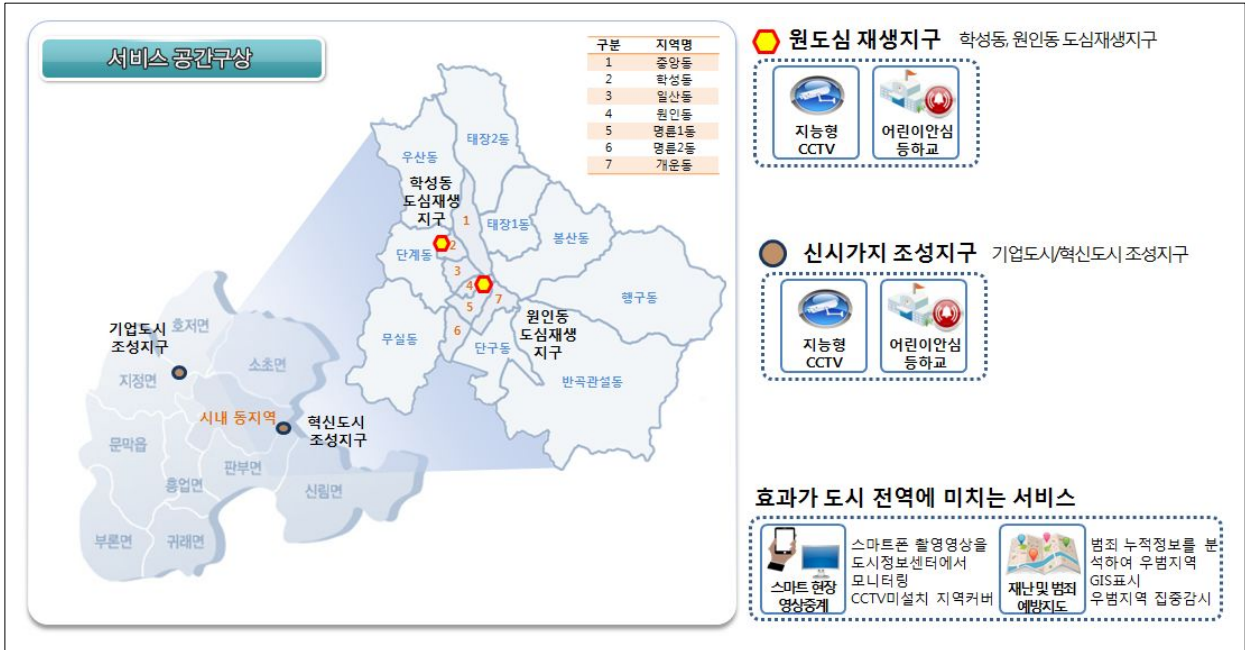 서비스 공간구상
구분 지역명
1 중앙동
2 학성동
3 일산동
4 원인동
5 명륜1동
6 명륜2동
7 개운동
태장2동
우산동
학성동
도심재생
지구
1
태장1동
봉산동
단계동
2
3
4
5
7
6
행구동
무실동
원인동
도심재생
지구
단구동
반곡관설동
기업도시
조성지구
호저면
소초면
지정면
시내 동지역
혁신도시
조성지구
문막읍
판부면
흥업면
신림면
부론면
귀래면
원도심 재생지구 학성동, 원인동 도심재생지구
지능형
CCTV
어린이안심
등하교
신시가지 조성지구 기업도시/혁신도시 조성지구
지능형
CCTV
어린이안심
등하교
효과가 도시 전역에 미치는 서비스
스마트 현장
영상중계
스마트폰 촬영영상을
도시정보센터에서
모니터링
CCTV미설치 지역커버
재난 및 범죄
예방지도
범죄 누적정보를 분
석하여 우범지역
GIS표시
우범지역 집중감시